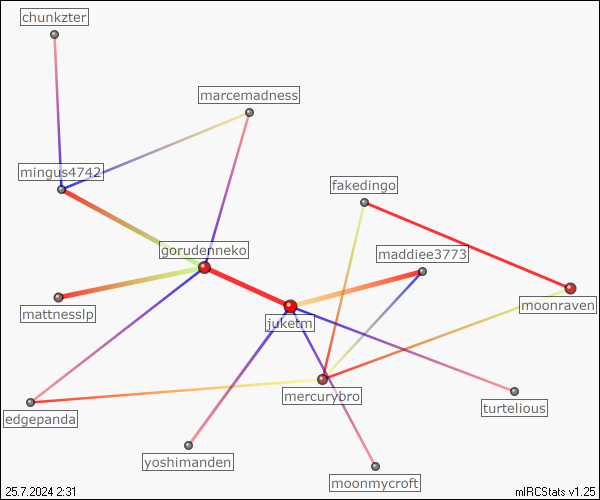 chunkzter
marcemadness
mingus4742
fakedingo
gorudenneko
maddiee3773
mattnesslp
moonraven
juketm
mercurybro
edgepanda
turtelious
yoshimanden
moonmycroft
25.7.2024 2:31
mIRCStats v1.25